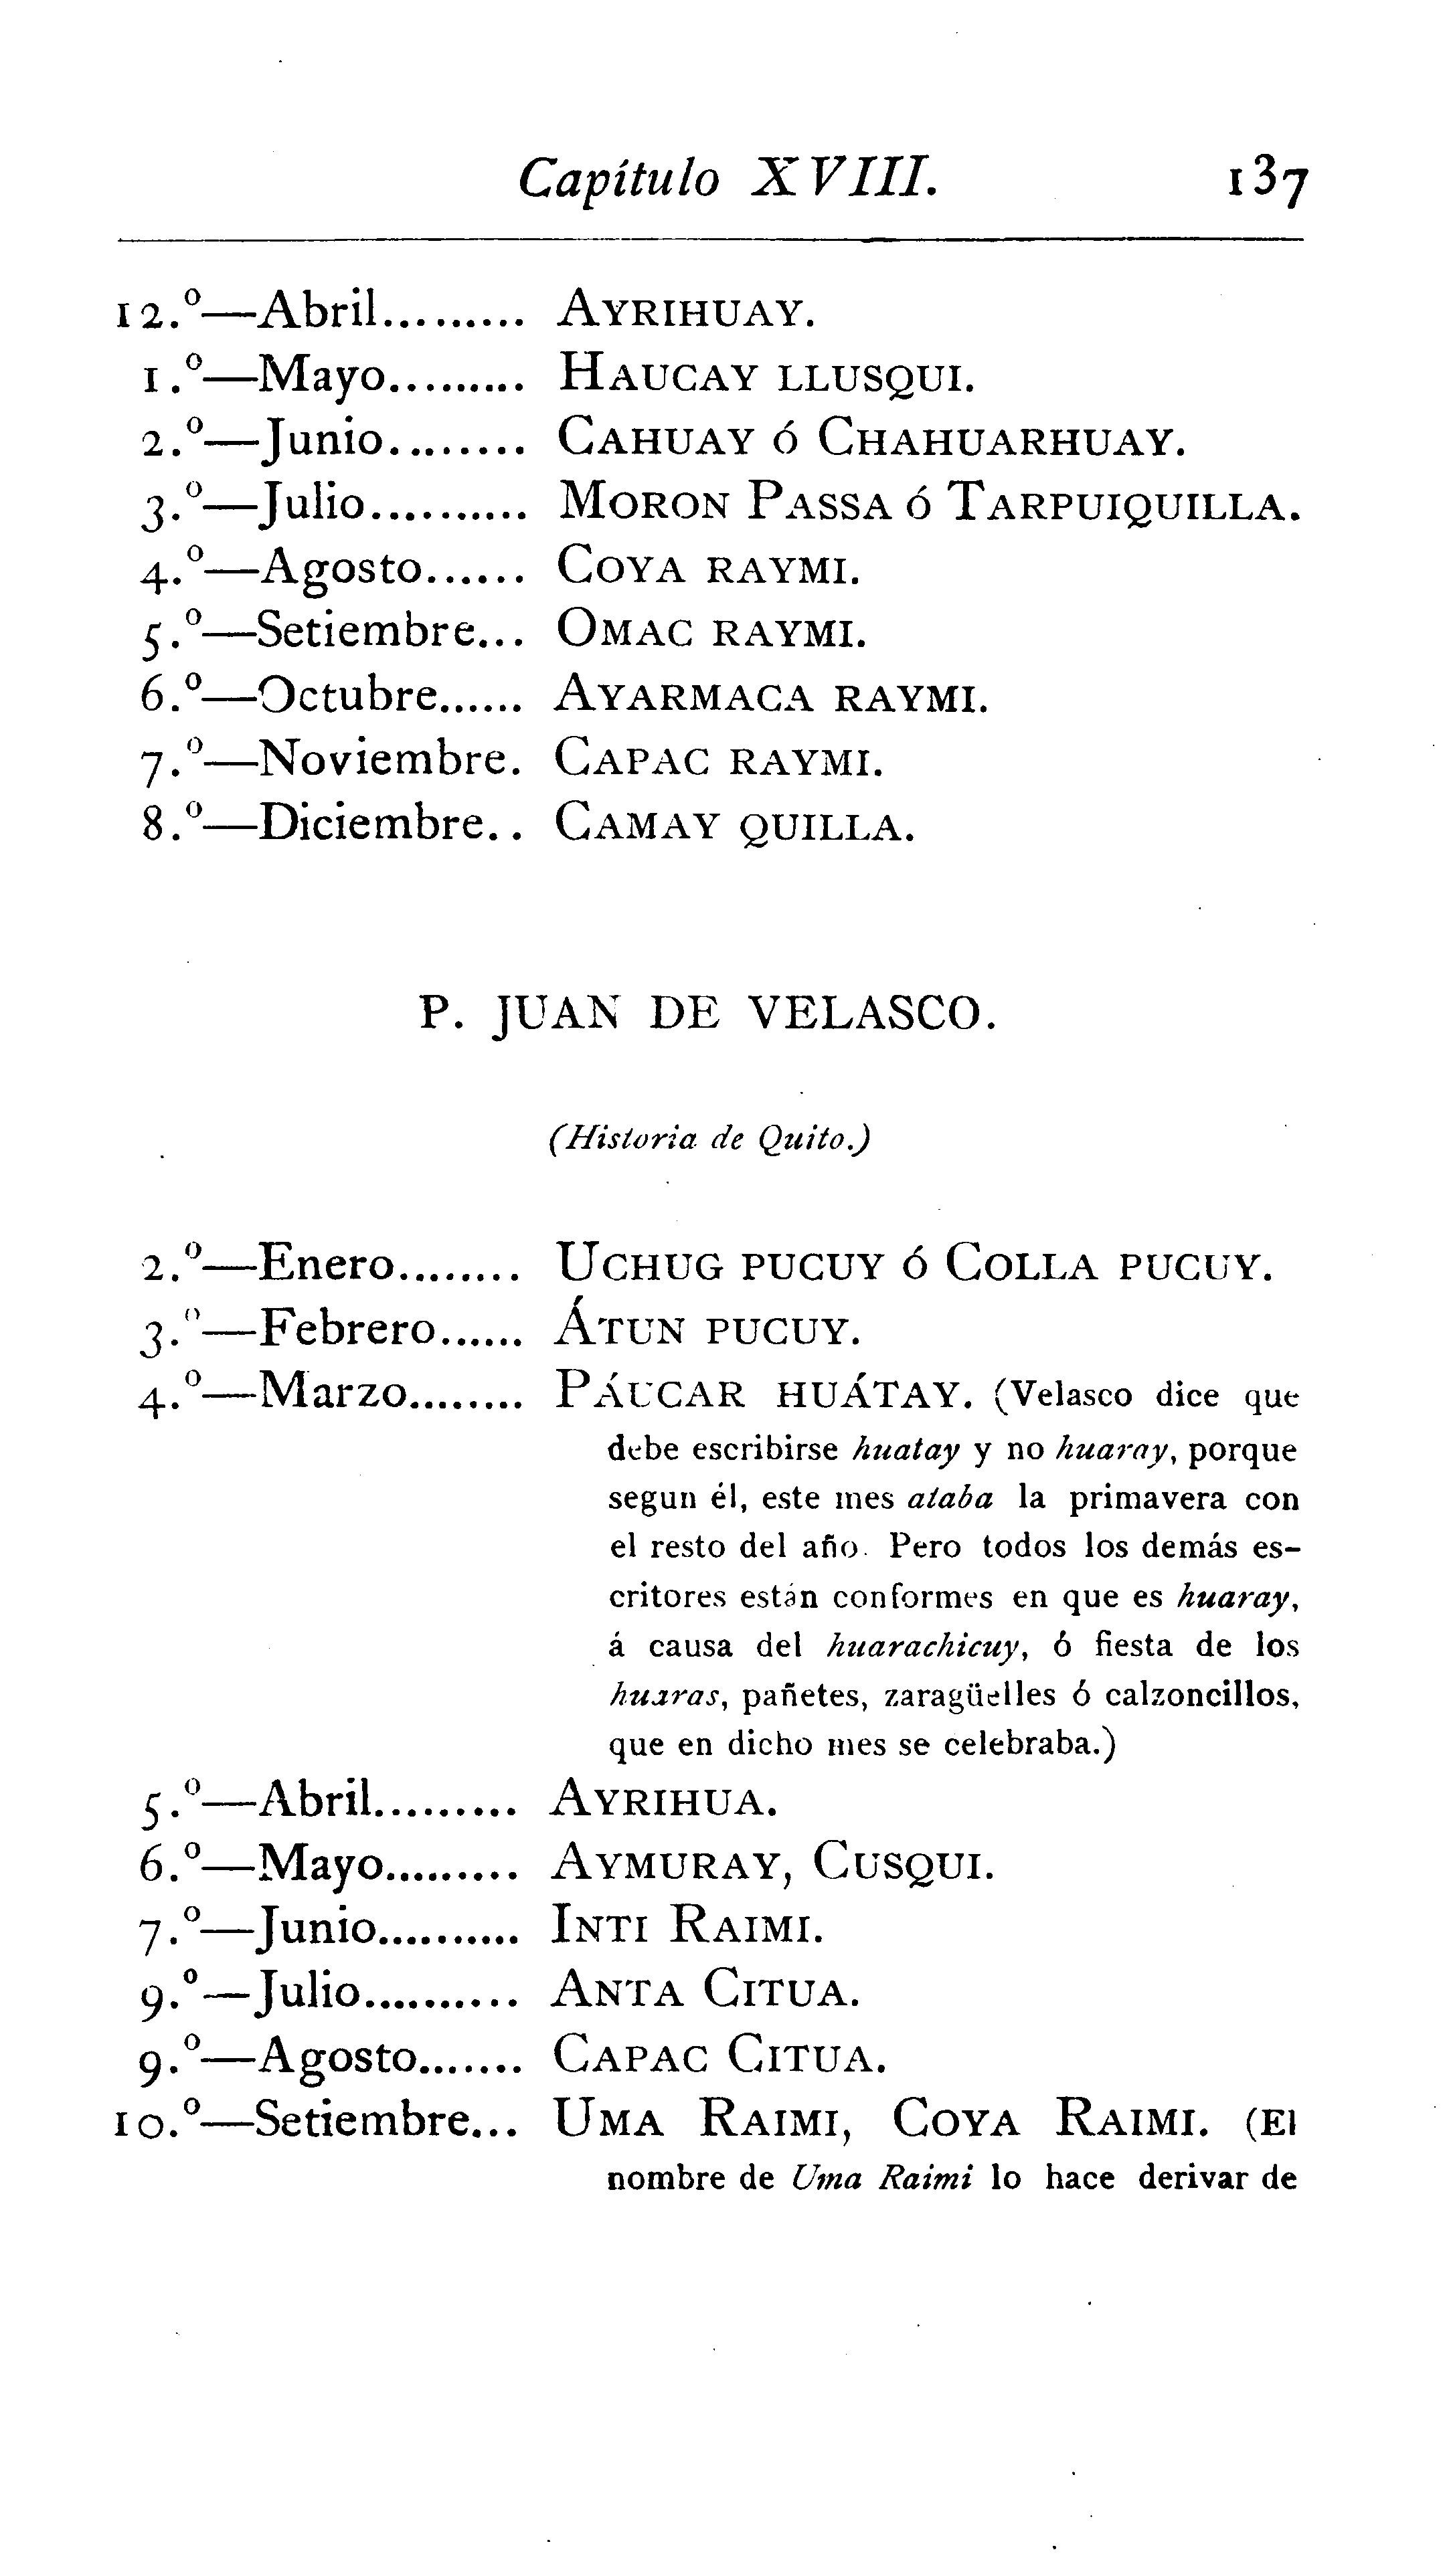 Capítulo XVIII. 137
12.º—Abril......... AYRIHUAY.
1.º—Mayo......... HAUCAY LLUSQUI.
2.º—Junio........ CAHUAY ó CHAHUARHUAY.
3.º—Julio.......... MORON PASSA ó TARPUIQUILLA.
4.º—Agosto...... COYA RAYMI.
5.º—Setiembre... OMAC RAYMI.
6.º—Octubre...... AYARMACA RAYMI.
7.º—Noviembre. CAPAC RAYMI.
8.º—Diciembre.. CAMAY QUILLA.
P. JUAN DE VELASCO.
(Historia de Quito.)
2.º—Enero........ UCHUG PUCUY ó COLLA PUCUY.
3.º—Febrero...... ÁTUN PUCUY.
4.º—Marzo........ PÁUCAR HUÁTAY. (Velasco dice que
debe escribirse huatay y no huaray, porque
segun él, este mes ataba la primavera con
el resto del año. Pero todos los demás es-
critores están conformes en que es huaray,
á causa del huarachicuy, ó fiesta de los
huaras, pañetes, zaragüelles ó calzoncillos,
que en dicho mes se celebraba.)
5.º—Abril......... AYRIHUA.
6.º—Mayo......... AYMURAY, CUSQUI.
7.º—Junio.......... INTI RAIMI.
9.º—Julio.......... ANTA CITUA.
9.º—Agosto....... CAPAC CITUA.
10.º—Setiembre... UMA RAIMI, COYA RAIMI. (El
nombre de Uma Raimi lo hace derivar de